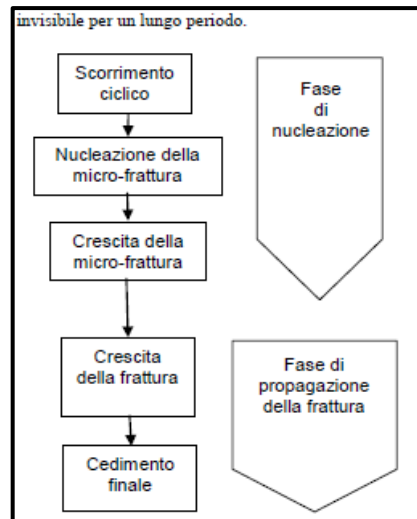 invisibile per un lungo periodo.
Scorrimento
ciclico
Fase
di
nucleazione
Nucleazione della
micro-frattura
Crescita della
micro-frattura
Crescita
della frattura
Fase di
propagazione
della frattura
Cedimento
finale